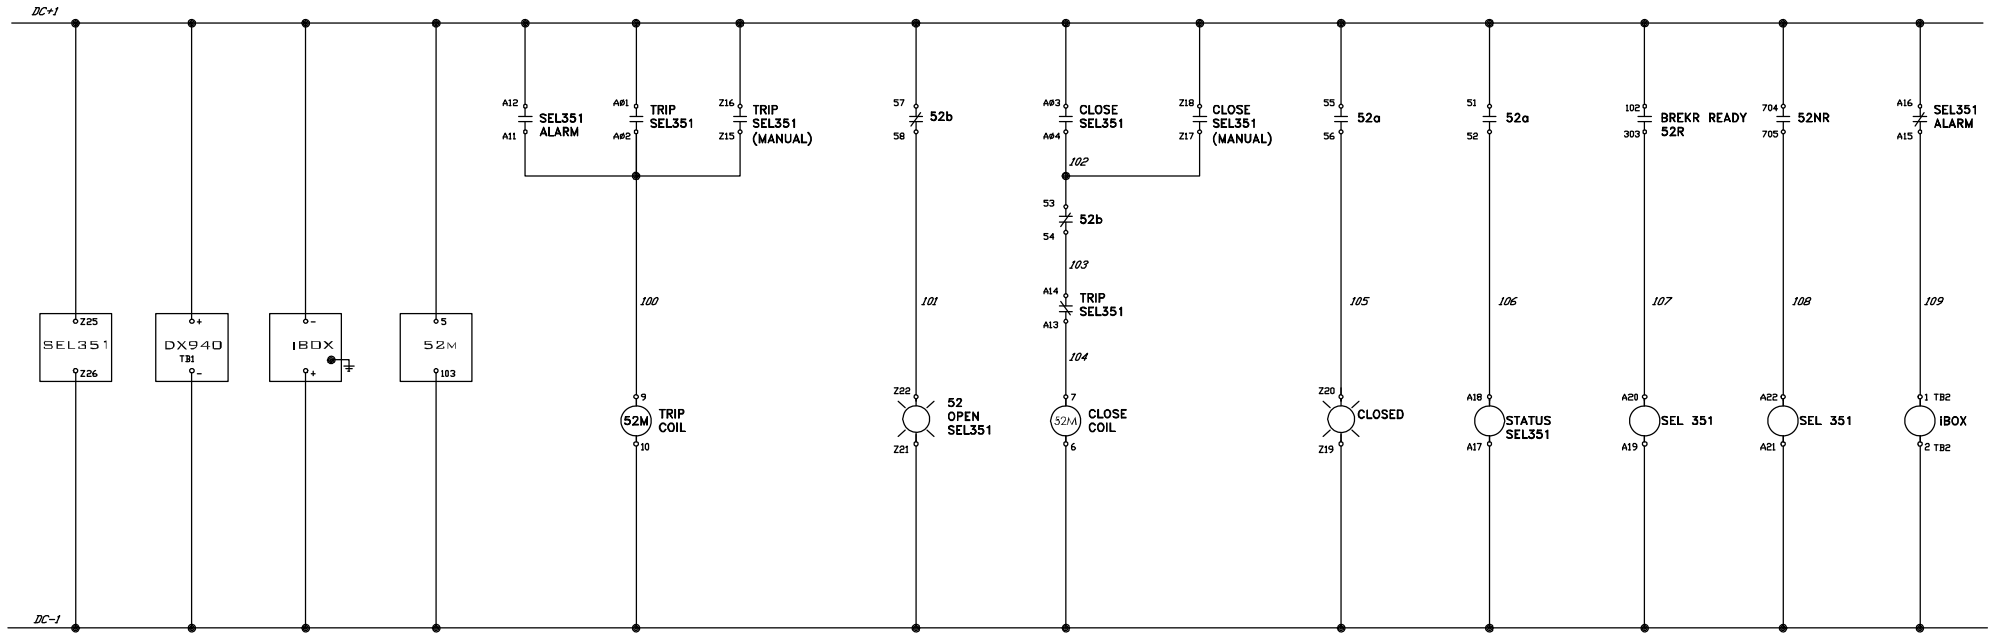 DC+1
A12
A11
SEL351
ALARM
AØ1
AØ2
TRIP
SEL351
Z16
Z15
TRIP
SEL351
(MANUAL)
57
58
52b
AØ3
AØ4
CLOSE
SEL351
Z18
Z17
CLOSE
SEL351
(MANUAL)
55
56
52a
51
52
52a
102
303
BREKR READY
52R
704
705
52NR
A16
A15
SEL351
ALARM
102
53
54
52b
103
A14
A13
TRIP
SEL351
104
100
101
105
106
107
108
109
Z25
SEL351
Z26
+
DX940
TB1
-
-
IBOX
+
5
52M
103
9
52M
10
TRIP
COIL
Z22
Z21
52
OPEN
SEL351
7
52M
6
CLOSE
COIL
Z20
Z19
CLOSED
A18
A17
STATUS
SEL351
A20
A19
SEL 351
A22
A21
SEL 351
1 TB2
IBOX
2 TB2
DC-1